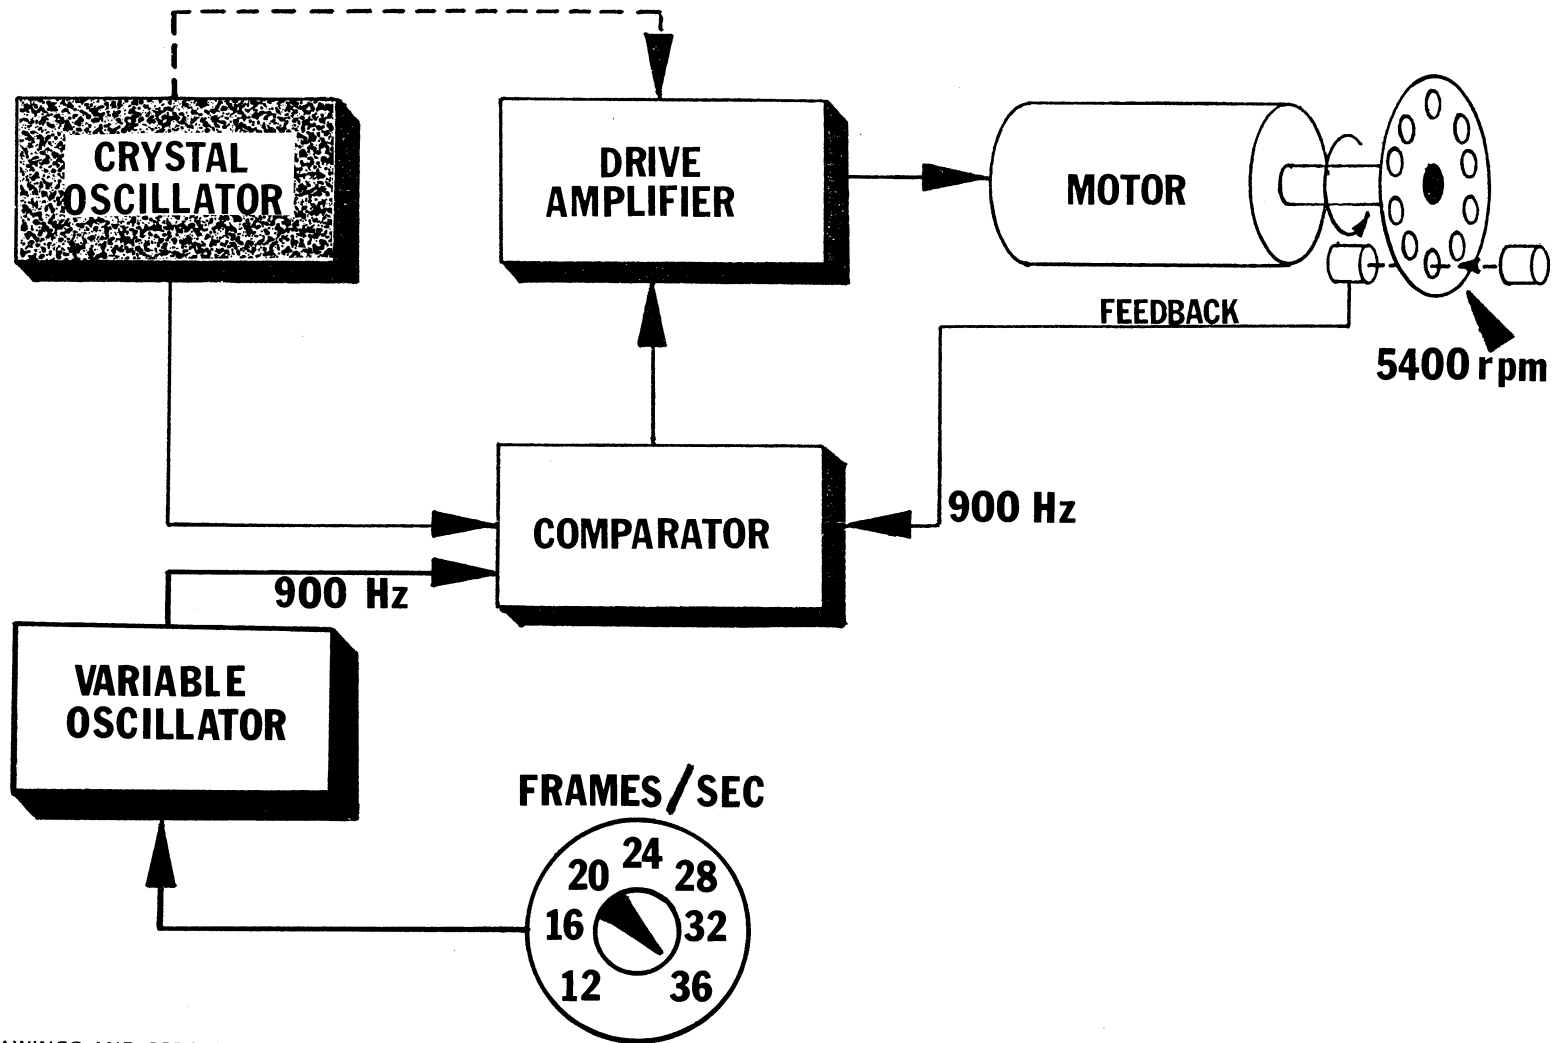 CRYSTAL
OSCILLATOR
DRIVE
AMPLIFIER
MOTOR
FEEDBACK
5400 rpm
COMPARATOR
900 Hz
900 Hz
VARIABLE
OSCILLATOR
FRAMES/SEC
24
20
28
16
32
12
36